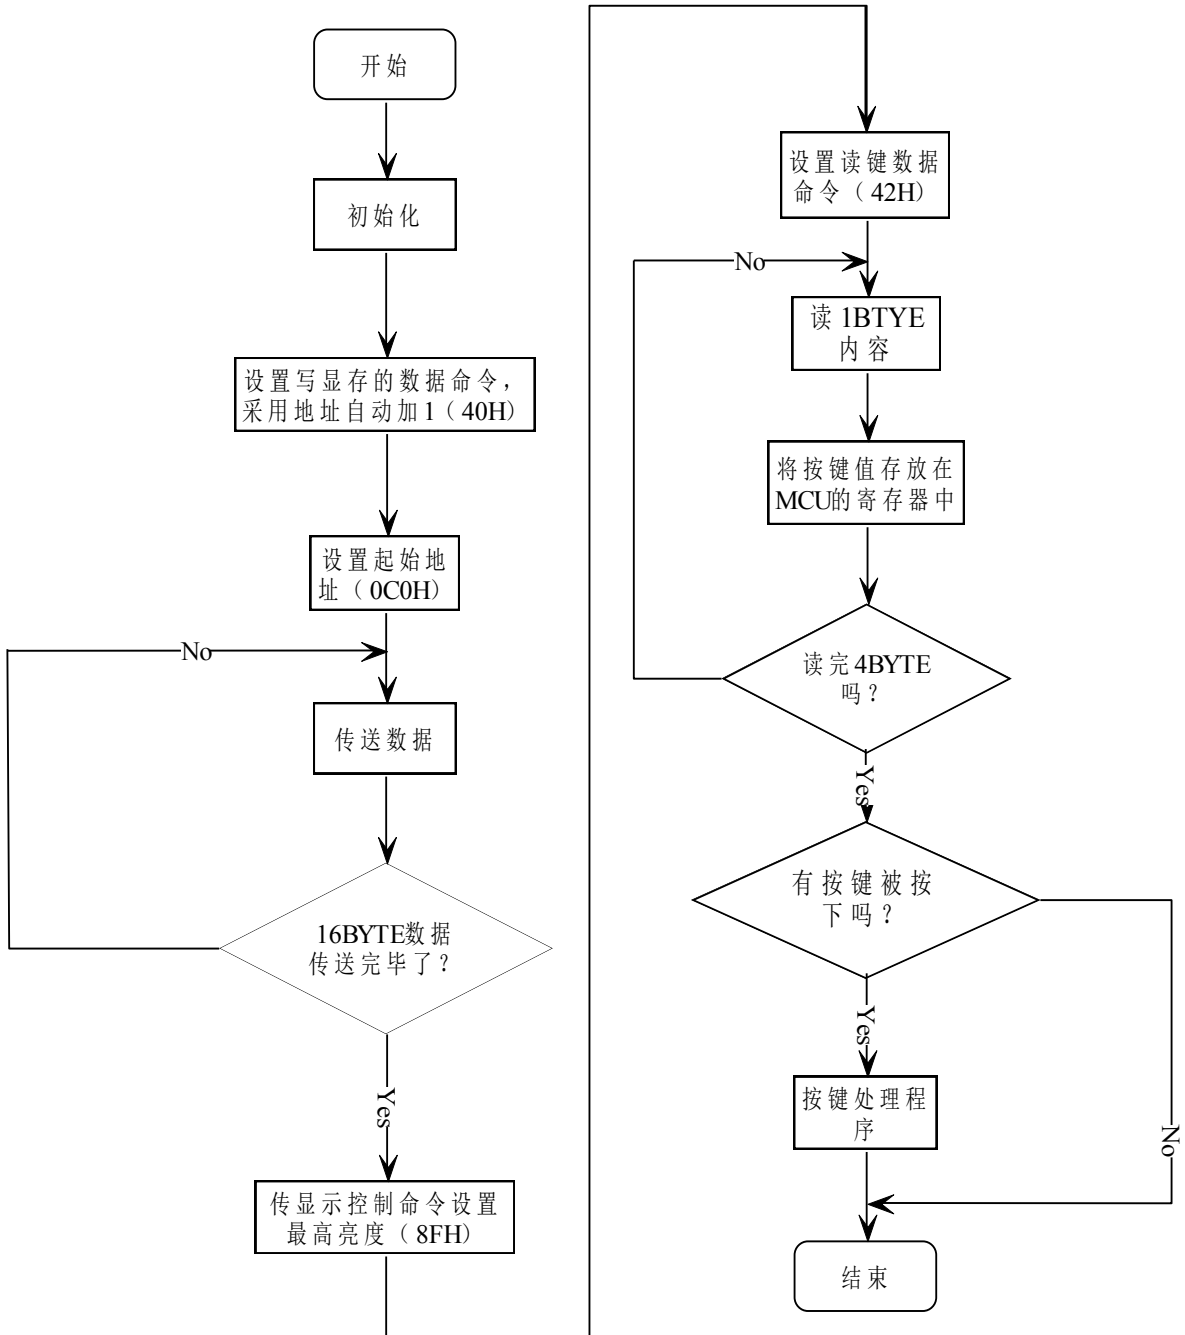 开始
初始化
设置写显存的数据命令，
采用地址自动加1（40H）
设置起始地
址（0C0H）
No
传送数据
16BYTE数据
传送完毕了？
Yes
传显示控制命令设置
最高亮度（8FH）
设置读键数据
命令（42H）
No
读1BTYE
内容
将按键值存放在
MCU的寄存器中
读完4BYTE
吗？
Yes
有按键被按
下吗？
Yes
按键处理程
序
No
结束